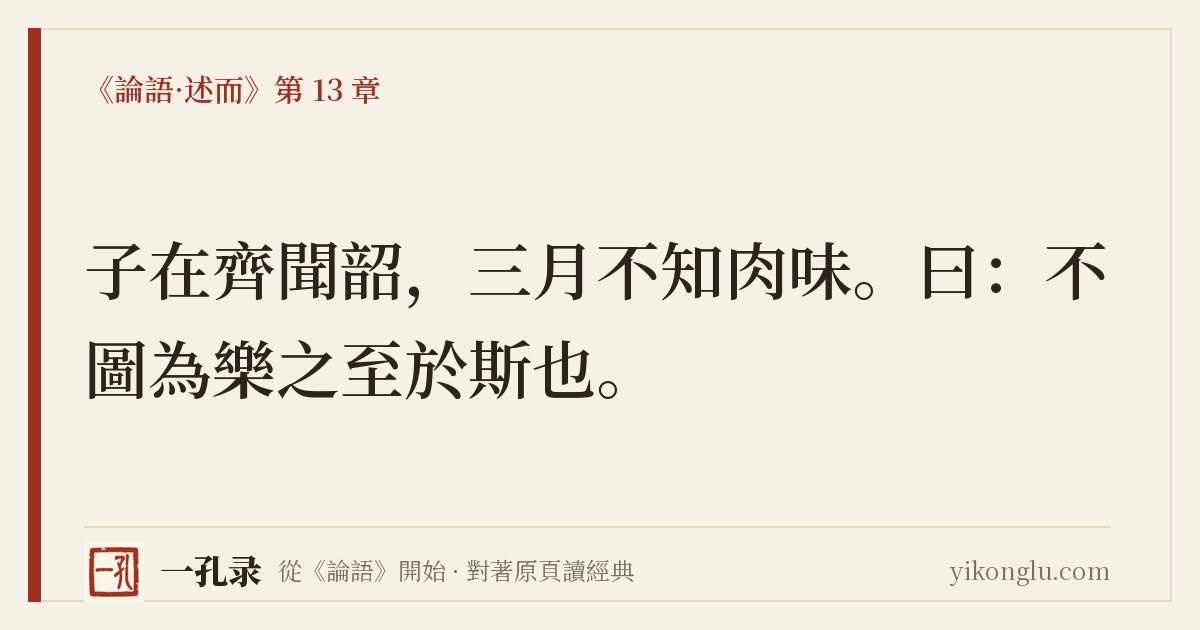 《論語·述而》第 13 章
子在齊聞韶，三月不知肉味。曰：不
圖為樂之至於斯也。
一孔
一孔录 從《論語》開始 · 對著原頁讀經典
yikonglu.com